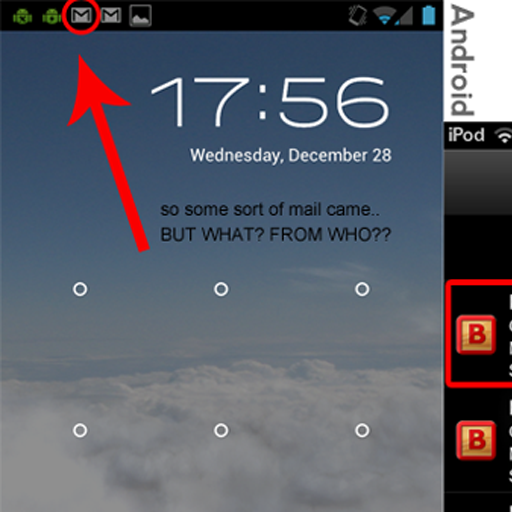 17:56
Wednesday, December 28
so some sort of mail came..
BUT WHAT? FROM WHO??
Android
iPod
B
B